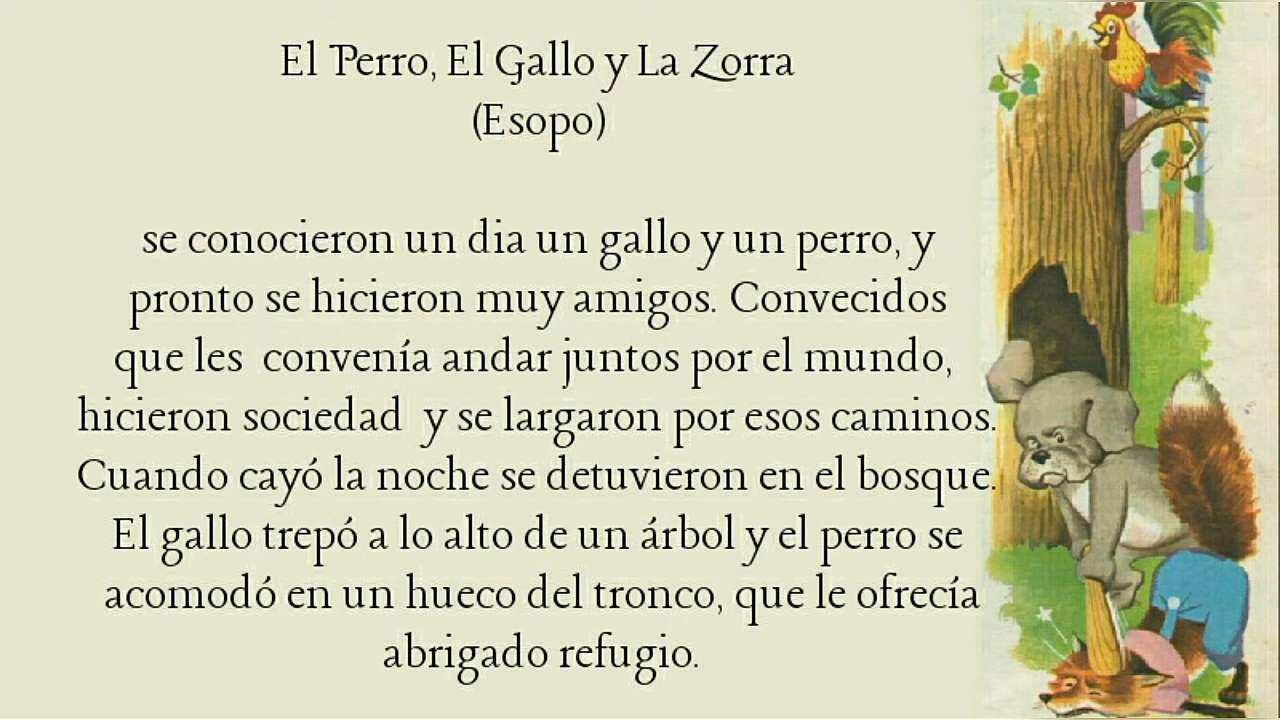 El Perro, El Gallo y La Zorra
(Esopo)
se conocieron un dia un gallo y un perro, y
pronto se hicieron muy amigos. Convecidos
que les  convenía andar juntos por el mundo,
hicieron sociedad  y se largaron por esos caminos.
Cuando cayó la noche se detuvieron en el bosque.
El gallo trepó a lo alto de un árbol y el perro se
acomodó en un hueco del tronco, que le ofrecía
abrigado refugio.